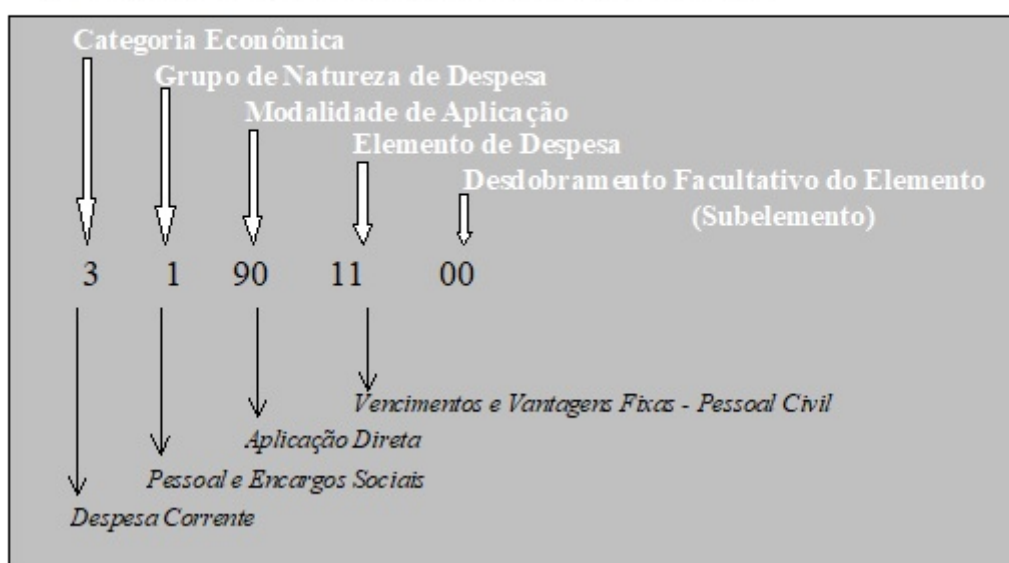 Categoria Econômica
Grupo de Natureza de Despesa
Modalidade de Aplicação
Elemento de Despesa
Desdobramento Facultativo do Elemento
(Subelemento)
3 1 90 11 00
Vencimentos e Vantagens Fixas - Pessoal Civil
Aplicação Direta
Pessoal e Encargos Sociais
Despesa Corrente